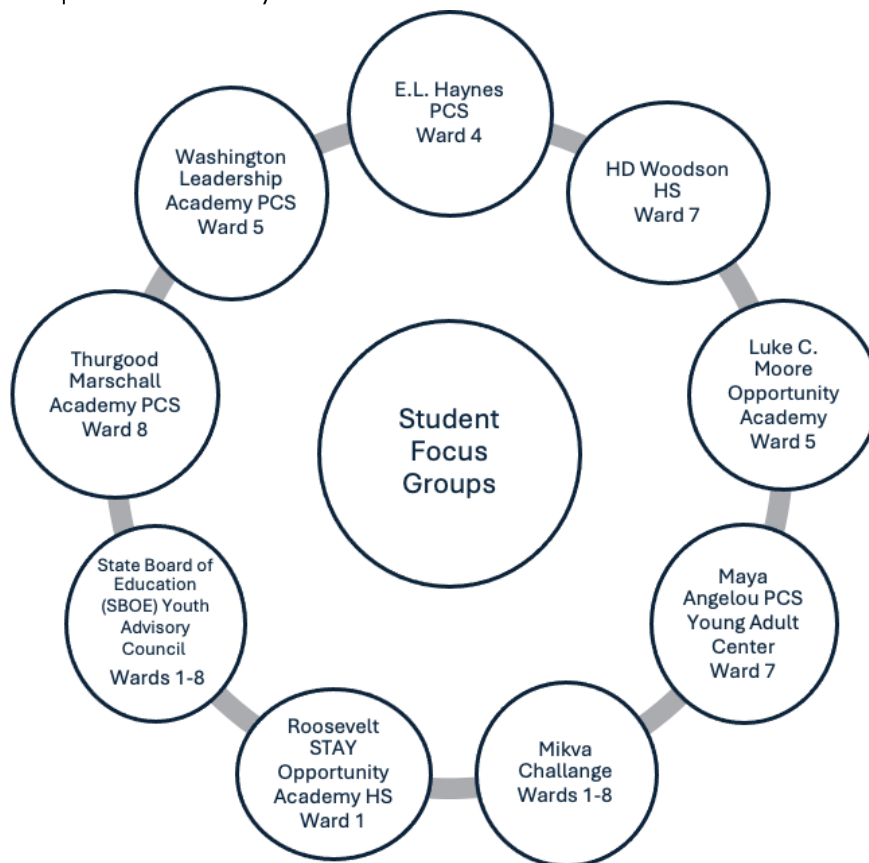 E.L. Haynes
PCS
Ward 4
HD Woodson
HS
Ward 7
Luke C.
Moore
Opportunity
Academy
Ward 5
Maya
Angelou PCS
Young Adult
Center
Ward 7
Mikva
Challange
Wards 1-8
Roosevelt
STAY
Opportunity
Academy HS
Ward 1
State Board of
Education
(SBOE) Youth
Advisory
Council
Wards 1-8
Thurgood
Marschall
Academy PCS
Ward 8
Washington
Leadership
Academy PCS
Ward 5
Student
Focus
Groups